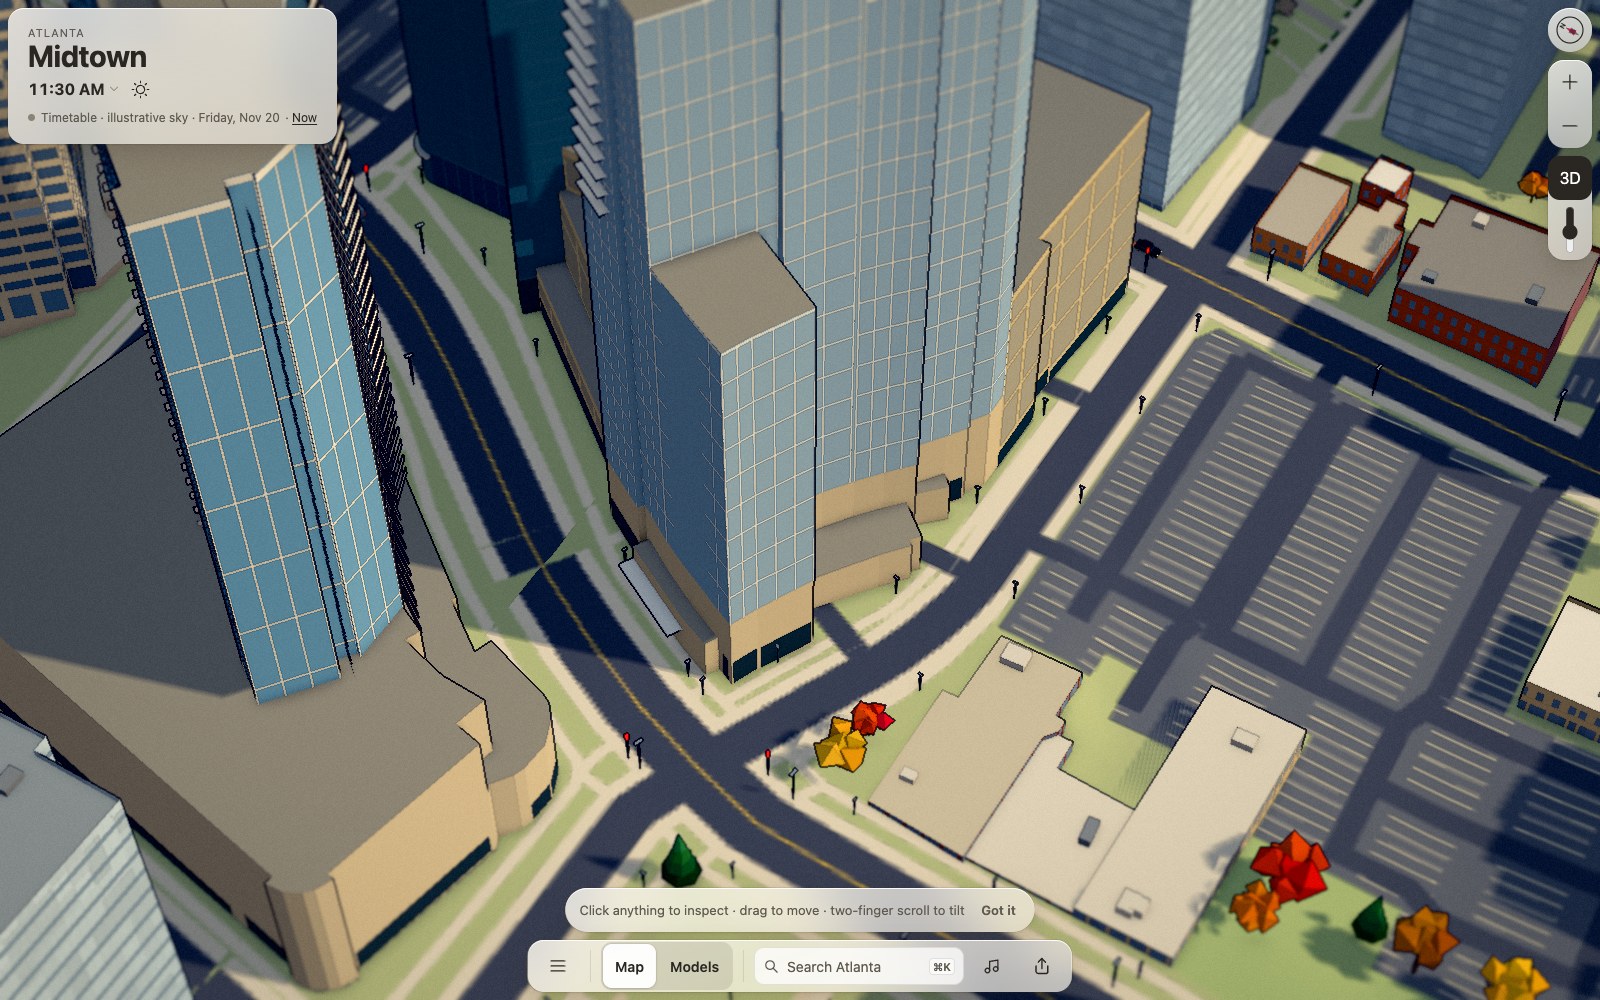 ATLANTA
Midtown
11:30 AM
Timetable · illustrative sky · Friday, Nov 20 · Now
3D
Click anything to inspect · drag to move · two-finger scroll to tilt Got it
Map Models Search Atlanta ⌘K